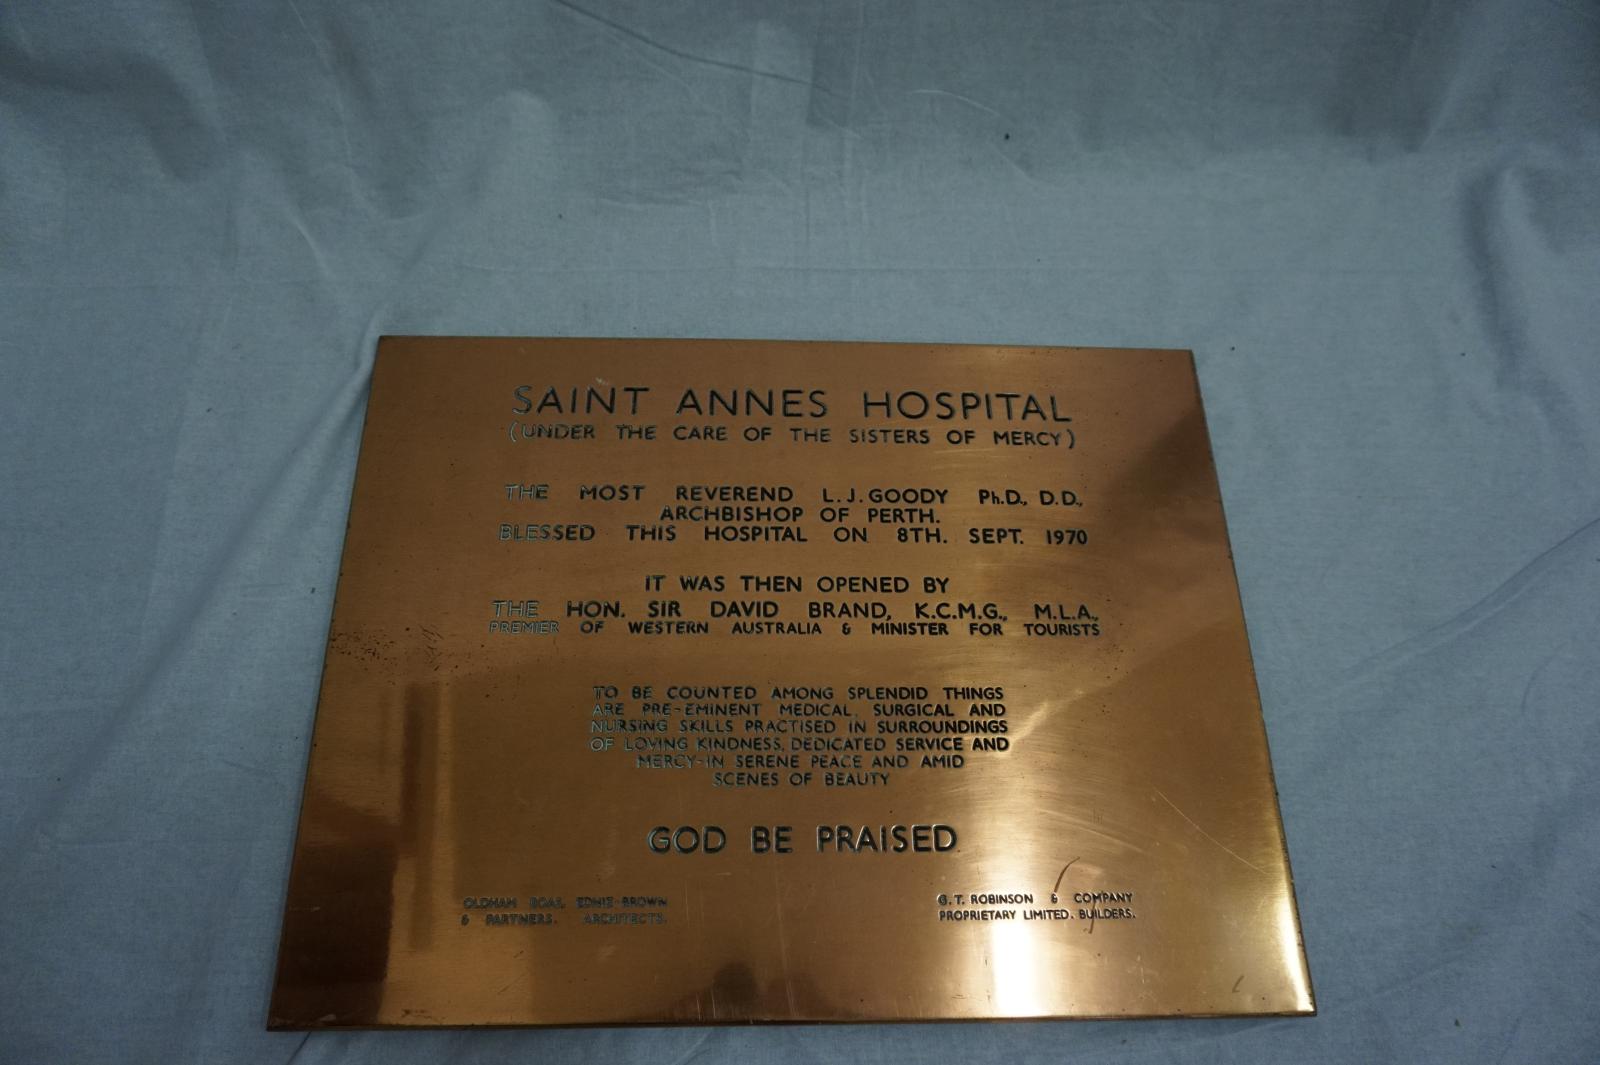 SAINT ANNES HOSPITAL
(UNDER THE CARE OF THE SISTERS OF MERCY)
THE MOST REVEREND L.J. GOODY Ph.D., D.D.,
ARCHBISHOP OF PERTH.
BLESSED THIS HOSPITAL ON 8TH. SEPT. 1970
IT WAS THEN OPENED BY
THE HON. SIR DAVID BRAND, K.C.M.G., M.L.A.,
PREMIER OF WESTERN AUSTRALIA & MINISTER FOR TOURISTS
TO BE COUNTED AMONG SPLENDID THINGS
ARE PRE-EMINENT MEDICAL, SURGICAL AND
NURSING SKILLS PRACTISED IN SURROUNDINGS
OF LOVING KINDNESS, DEDICATED SERVICE AND
MERCY-IN SERENE PEACE AND AMID
SCENES OF BEAUTY
GOD BE PRAISED
OLDHAM BOAS, EDNIE-BROWN
& PARTNERS. ARCHITECTS.
G.T. ROBINSON & COMPANY
PROPRIETARY LIMITED. BUILDERS.